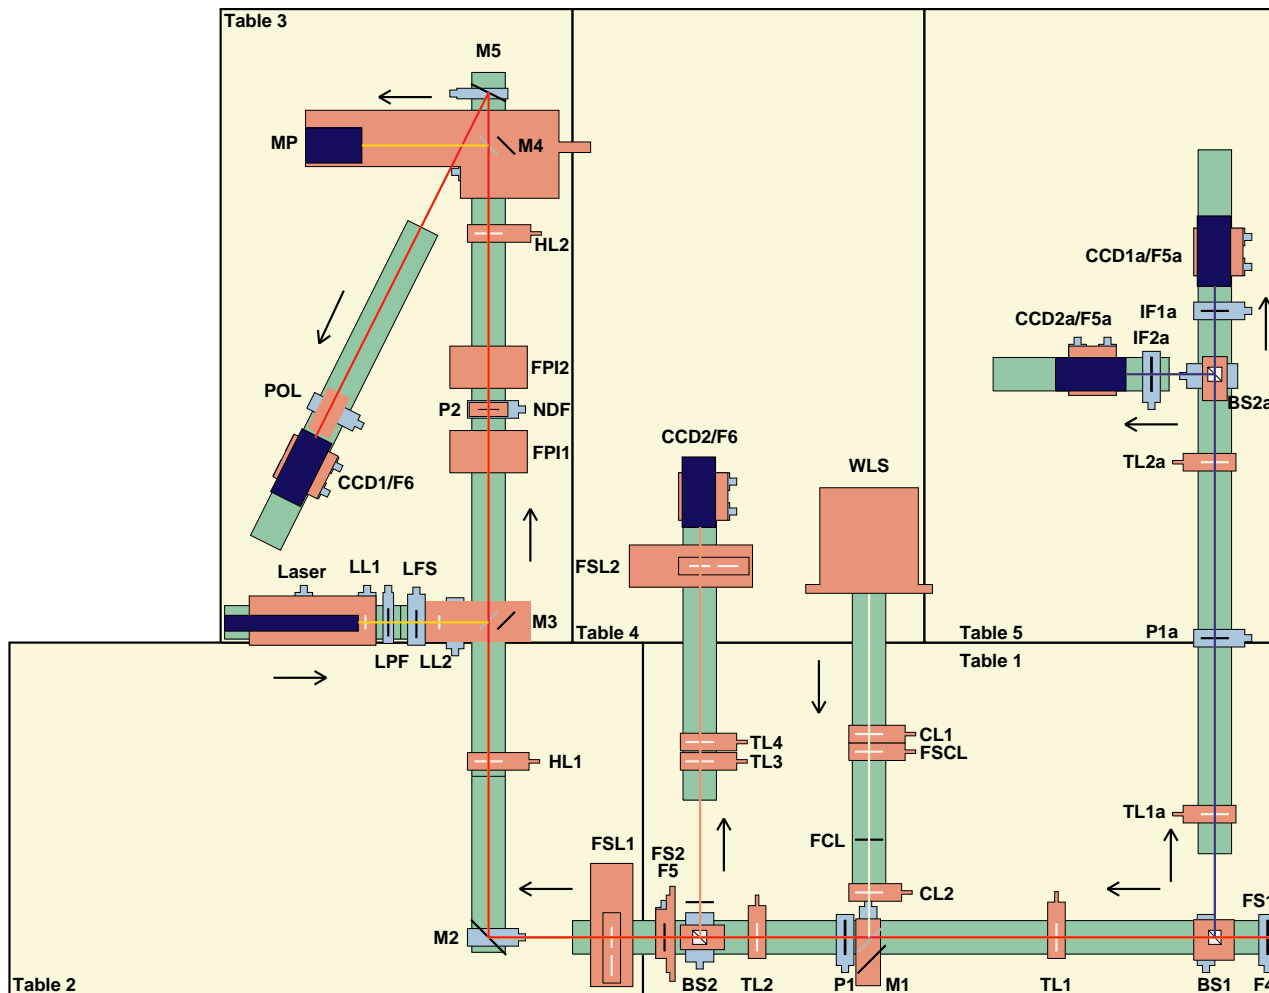 Table 3
M5
MP
M4
HL2
CCD1a/F5a
IF1a
CCD2a/F5a
IF2a
FPI2
POL
P2
NDF
BS2a
FPI1
CCD2/F6
WLS
TL2a
CCD1/F6
Laser
LL1
LFS
FSL2
M3
Table 4
Table 5
P1a
LPF
LL2
Table 1
CL1
TL4
FSCL
HL1
TL3
TL1a
FCL
FSL1
FS2
F5
CL2
FS1
M2
Table 2
BS2
TL2
P1
M1
TL1
BS1
F4